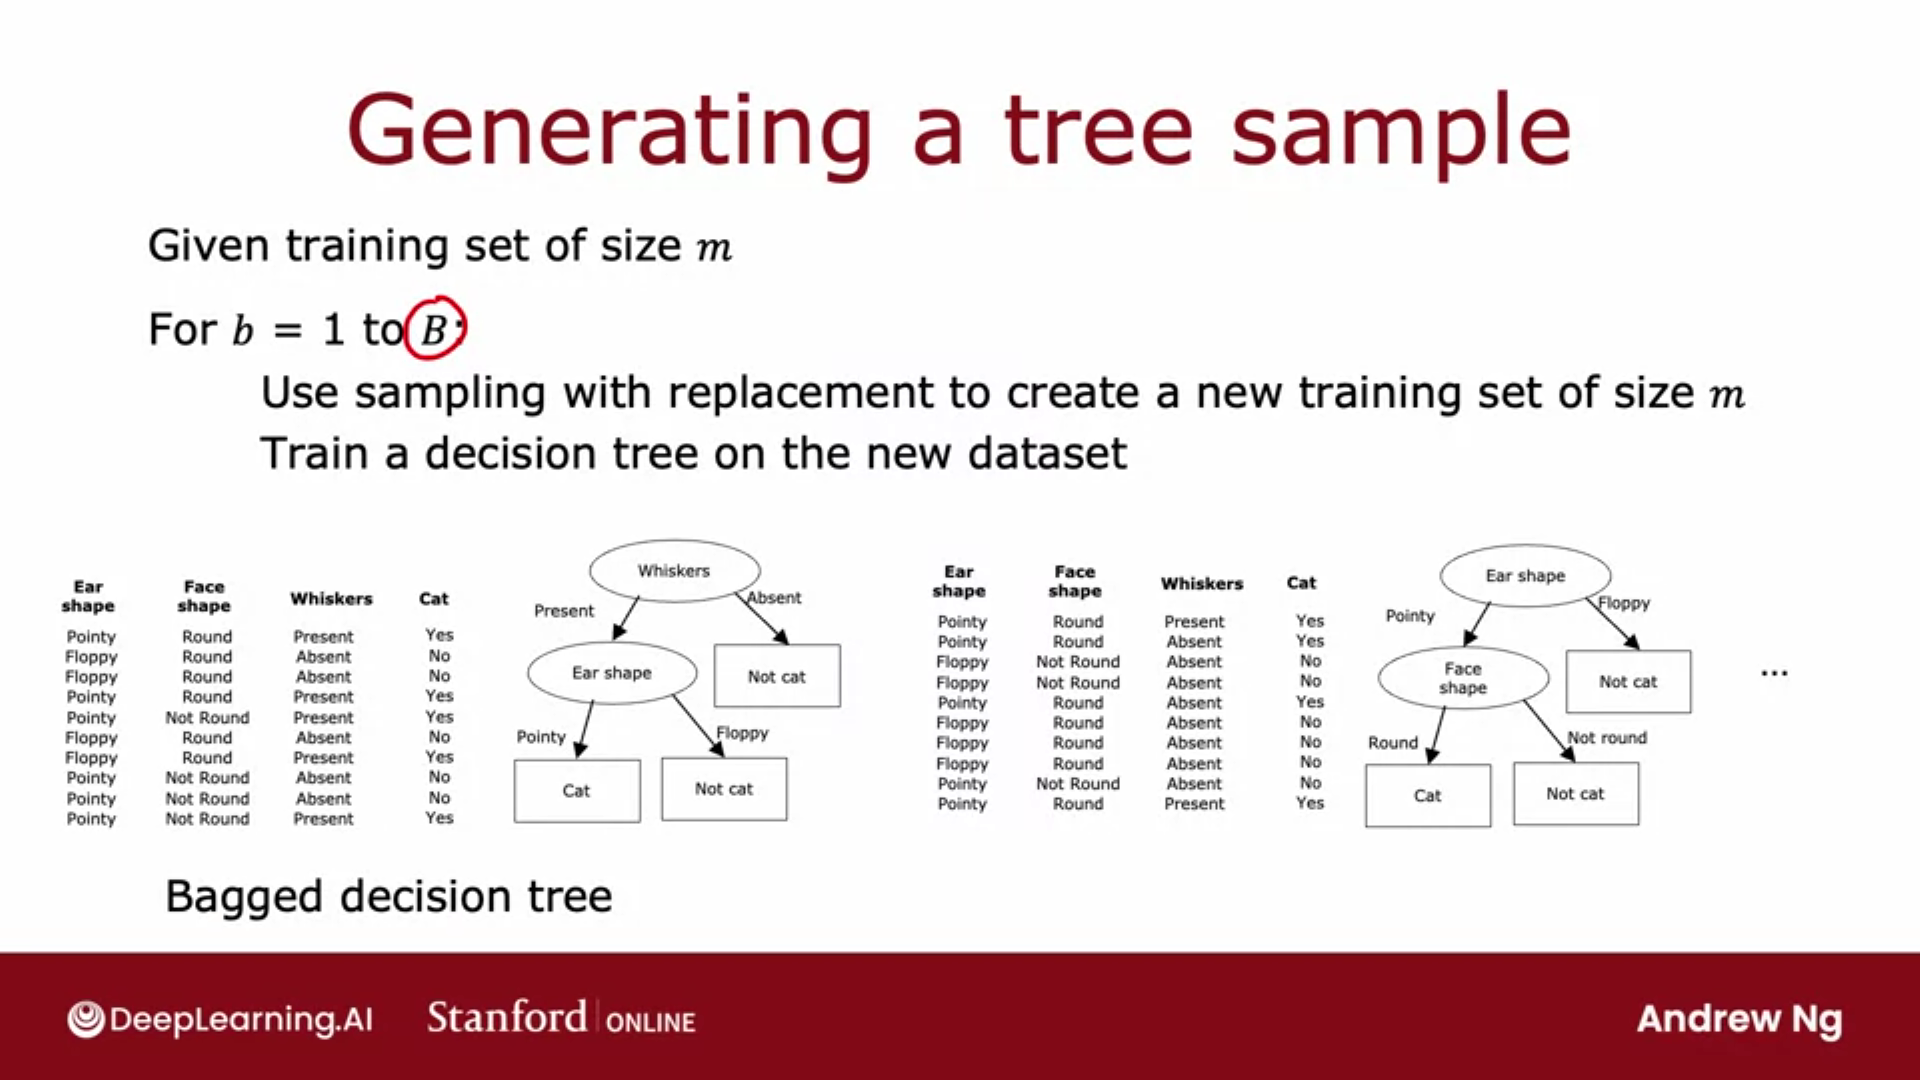 Generating a tree sample
Given training set of size m
For b = 1 to B:
Use sampling with replacement to create a new training set of size m
Train a decision tree on the new dataset
Ear shape Face shape Whiskers Cat
Pointy Round Present Yes
Floppy Round Absent No
Floppy Round Absent No
Pointy Round Present Yes
Pointy Not Round Present Yes
Floppy Round Absent No
Floppy Round Present Yes
Pointy Not Round Absent No
Pointy Not Round Absent No
Pointy Not Round Present Yes
Whiskers
Present
Absent
Ear shape
Not cat
Pointy
Floppy
Cat
Not cat
Ear shape Face shape Whiskers Cat
Pointy Round Present Yes
Pointy Round Absent Yes
Floppy Not Round Absent No
Floppy Not Round Absent No
Pointy Round Absent Yes
Floppy Round Absent No
Floppy Round Absent No
Floppy Round Absent No
Pointy Not Round Absent No
Pointy Round Present Yes
Ear shape
Pointy
Floppy
Face shape
Not cat
Round
Not round
Cat
Not cat
...
Bagged decision tree
DeepLearning.AI
Stanford ONLINE
Andrew Ng